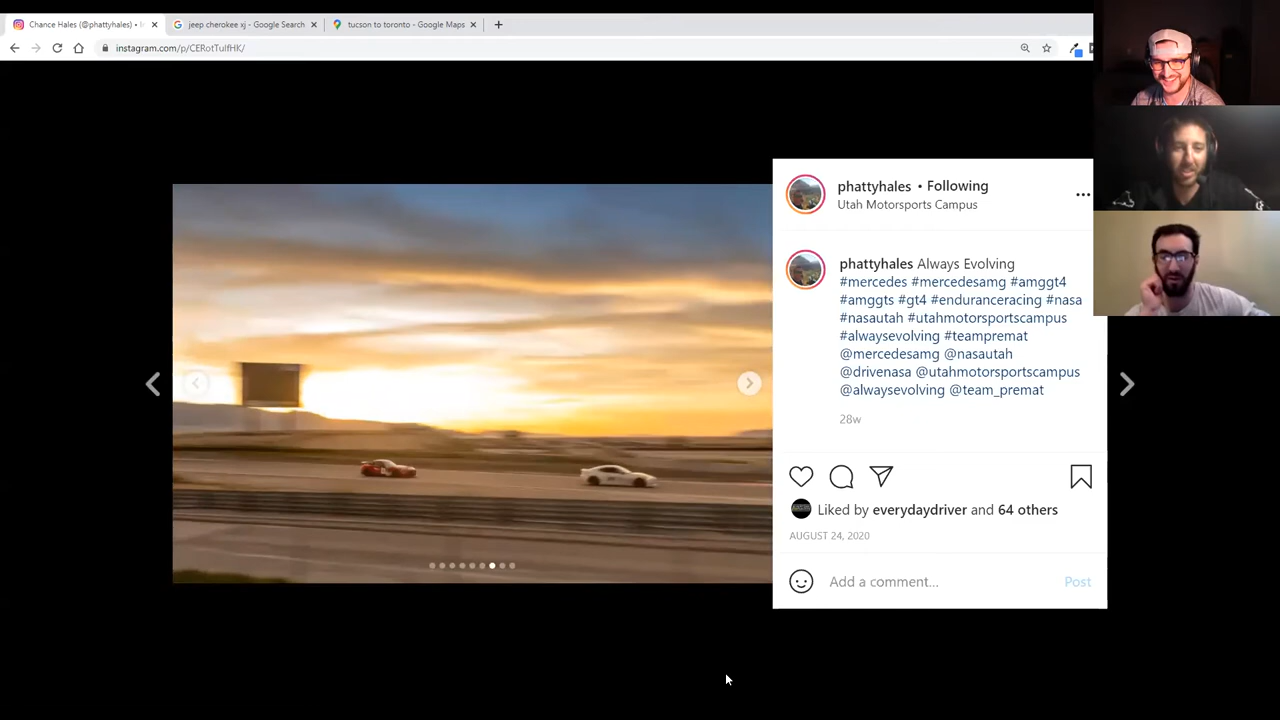 Chance Hales (@phattyhales) • I
jeep cherokee xj - Google Search
tucson to toronto - Google Maps
instagram.com/p/CERotTulfHK/
phattyhales • Following
Utah Motorsports Campus
phattyhales Always Evolving
#mercedes #mercedesamg #amggt4
#amggts #gt4 #enduranceracing #nasa
#nasautah #utahmotorsportscampus
#alwaysevolving #teampremat
@mercedesamg @nasautah
@drivenasa @utahmotorsportscampus
@alwaysevolving @team_premat
28w
Liked by everydaydriver and 64 others
AUGUST 24, 2020
Add a comment...
Post